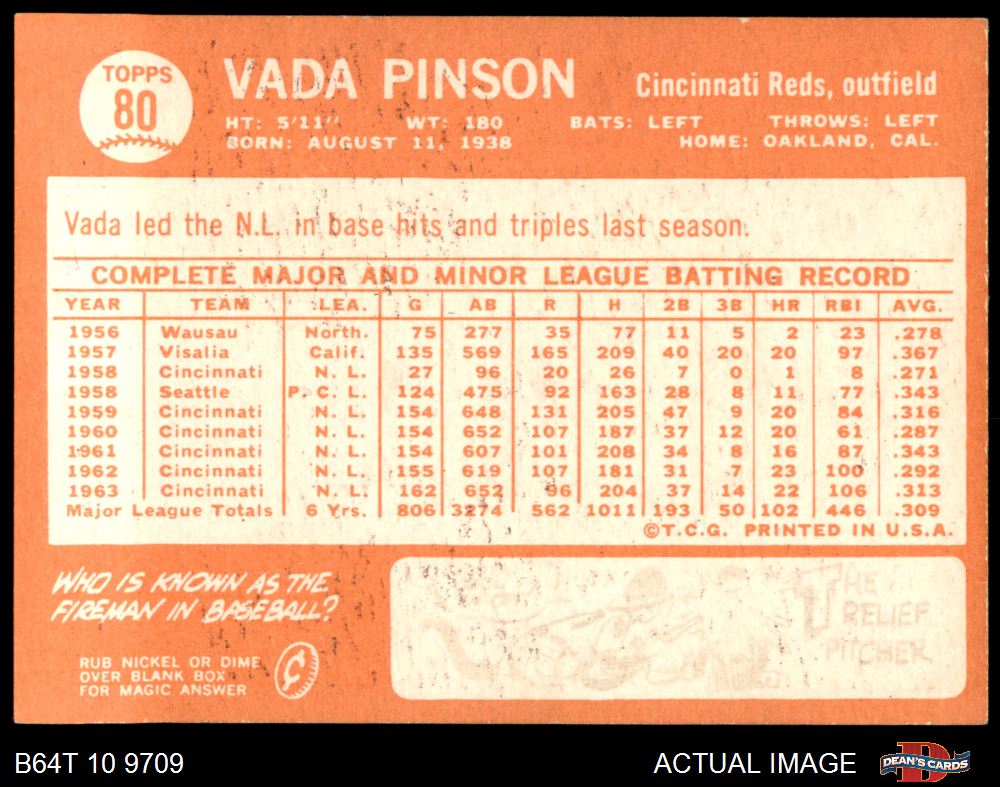 TOPPS
80
VADA PINSON
Cincinnati Reds, outfield
HT: 5'11" WT: 180 BATS: LEFT THROWS: LEFT
BORN: AUGUST 11, 1938 HOME: OAKLAND, CAL.
Vada led the N.L. in base hits and triples last season.
COMPLETE MAJOR AND MINOR LEAGUE BATTING RECORD
YEAR TEAM LEA. G AB R H 2B 3B HR RBI AVG.
1956 Wausau North. 75 277 35 77 11 5 2 23 .278
1957 Visalia Calif. 135 569 165 209 40 20 20 97 .367
1958 Cincinnati N. L. 27 96 20 26 7 0 1 8 .271
1958 Seattle P. C. L. 124 475 92 163 28 8 11 77 .343
1959 Cincinnati N. L. 154 648 131 205 47 9 20 84 .316
1960 Cincinnati N. L. 154 652 107 187 37 12 20 61 .287
1961 Cincinnati N. L. 154 607 101 208 34 8 16 87 .343
1962 Cincinnati N. L. 155 619 107 181 31 7 23 100 .292
1963 Cincinnati N. L. 162 652 96 204 37 14 22 106 .313
Major League Totals 6 Yrs. 806 3274 562 1011 193 50 102 446 .309
©T.C.G. PRINTED IN U.S.A.
WHO IS KNOWN AS THE
FIREMAN IN BASEBALL?
RUB NICKEL OR DIME
OVER BLANK BOX
FOR MAGIC ANSWER
¢
THE
RELIEF
PITCHER
B64T 10 9709
ACTUAL IMAGE
D
DEAN'S CARDS